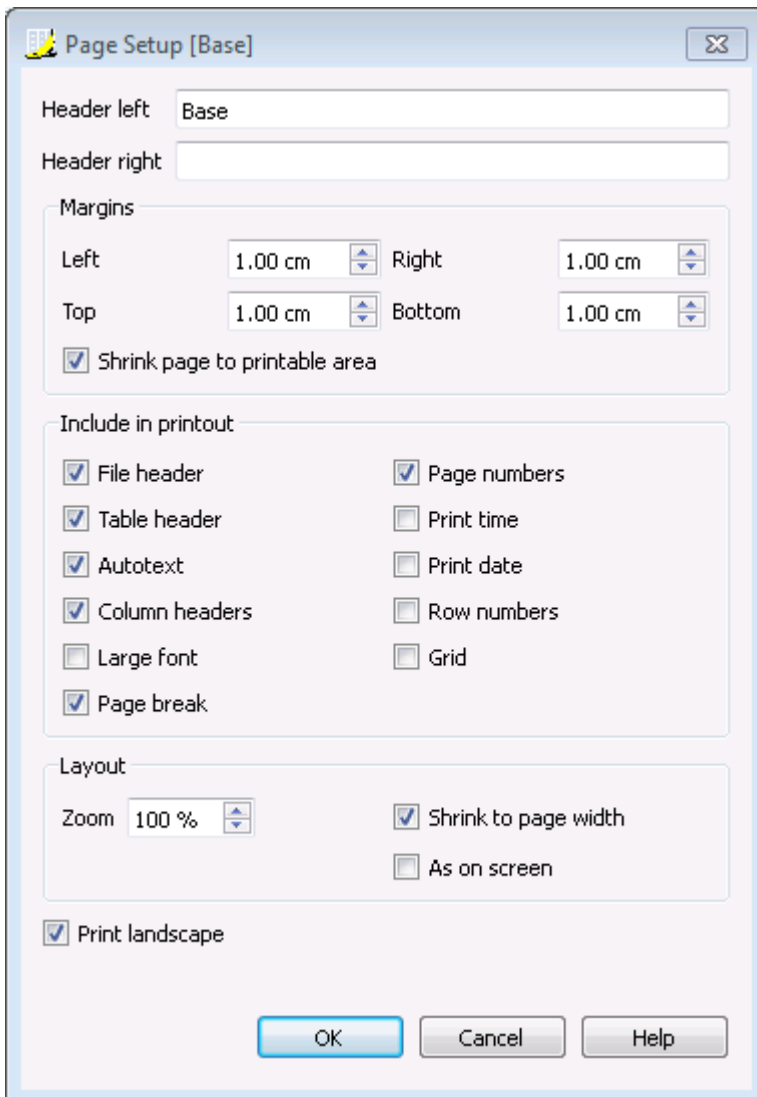 Page Setup [Base]
Header left Base
Header right
Margins
Left 1.00 cm Right 1.00 cm
Top 1.00 cm Bottom 1.00 cm
Shrink page to printable area
Include in printout
File header Page numbers
Table header Print time
Autotext Print date
Column headers Row numbers
Large font Grid
Page break
Layout
Zoom 100 % Shrink to page width
As on screen
Print landscape
OK Cancel Help